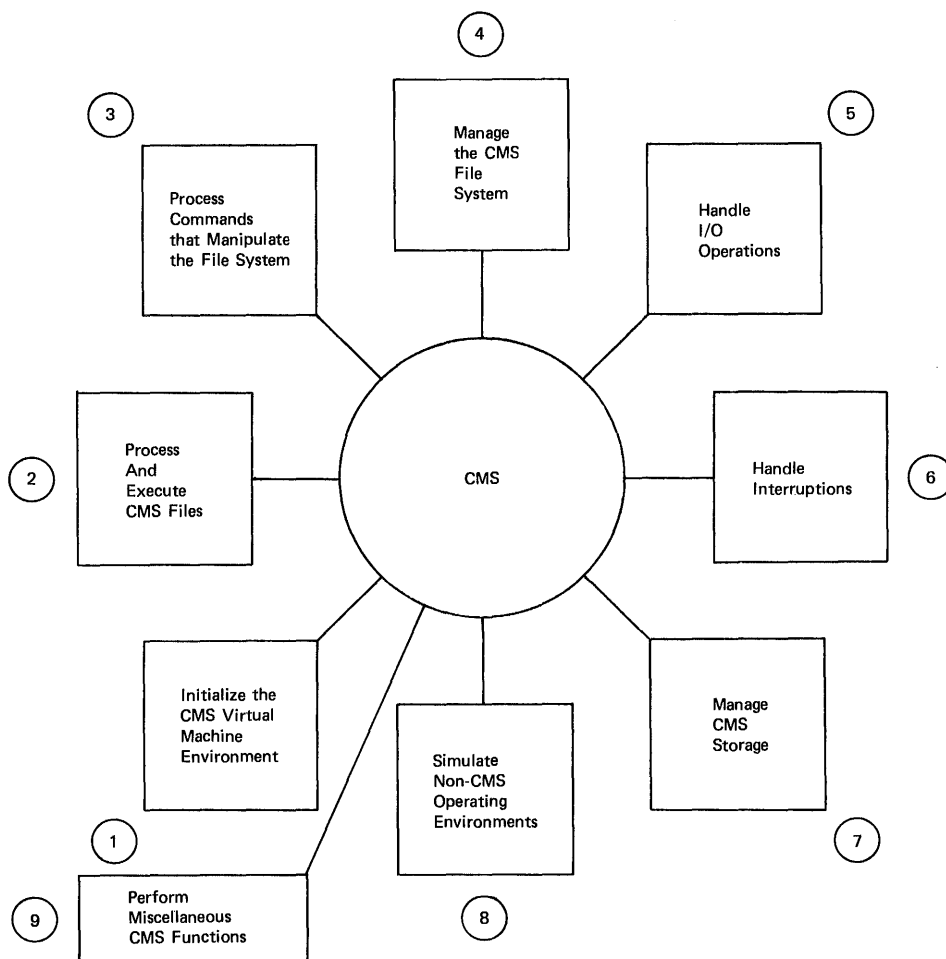 4
3
5
Manage
the CMS
File
System
Process
Commands
that Manipulate
the File System
Handle
I/O
Operations
2
Process
And
Execute
CMS Files
CMS
Handle
Interruptions
6
Initialize the
CMS Virtual
Machine
Environment
Simulate
Non-CMS
Operating
Environments
Manage
CMS
Storage
1
7
9
Perform
Miscellaneous
CMS Functions
8